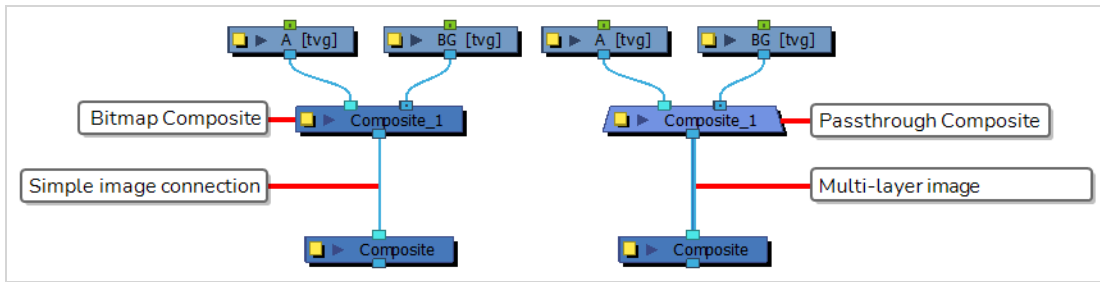 A [tvg]
BG [tvg]
A [tvg]
BG [tvg]
Bitmap Composite
Composite_1
Composite_1
Passthrough Composite
Simple image connection
Multi-layer image
Composite
Composite